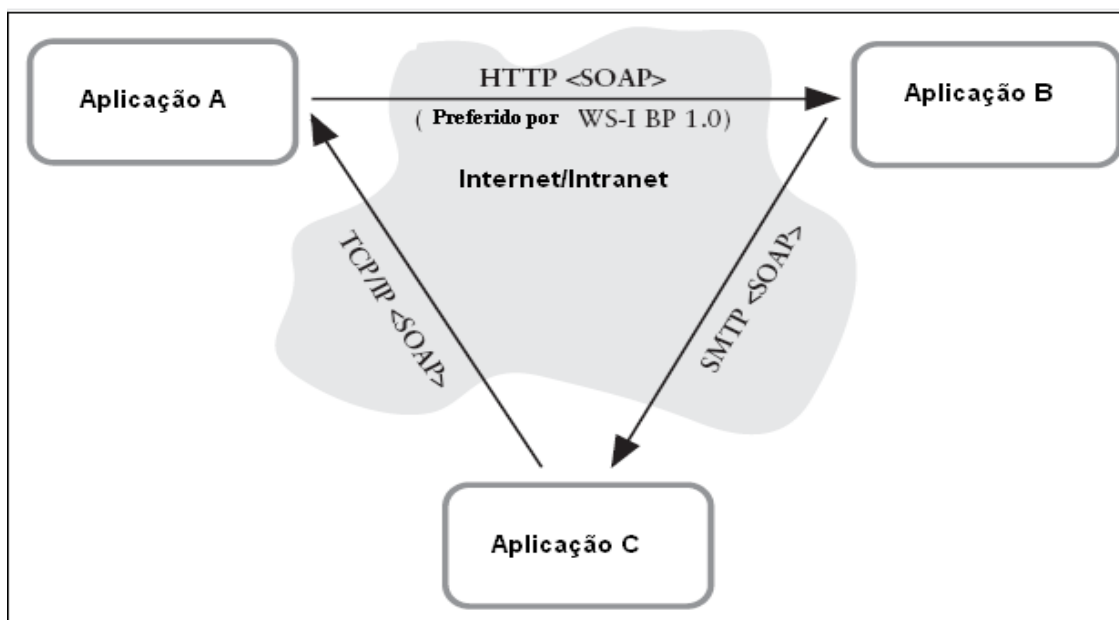 Aplicação A
HTTP <SOAP>
( Preferido por WS-I BP 1.0)
Aplicação B
Internet/Intranet
TCP/IP <SOAP>
SMTP <SOAP>
Aplicação C